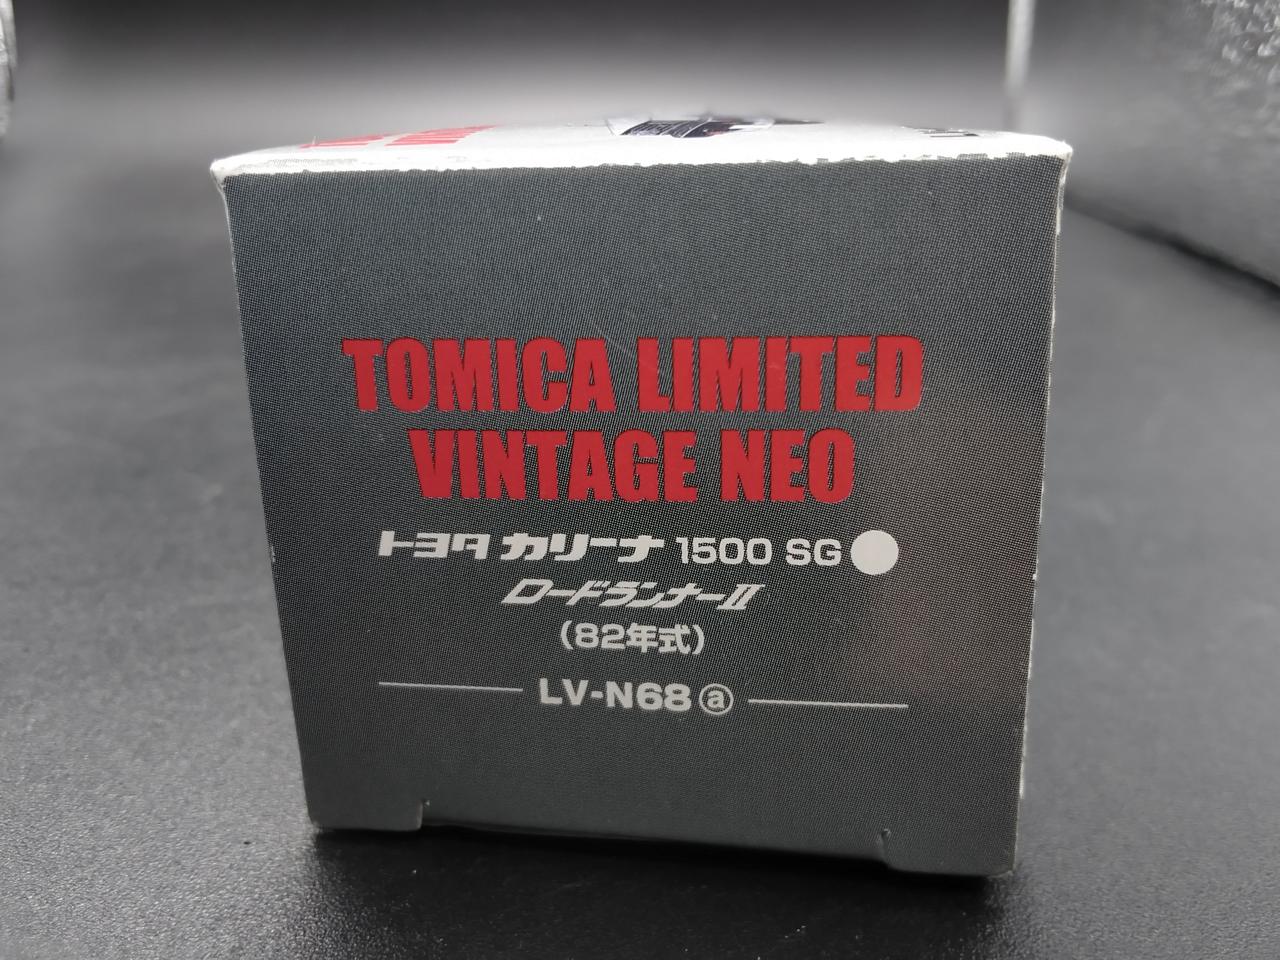 TOMICA LIMITED
VINTAGE NEO
トヨタ カリーナ 1500 SG
ロードランナーⅡ
(82年式)
LV-N68 ⓐ